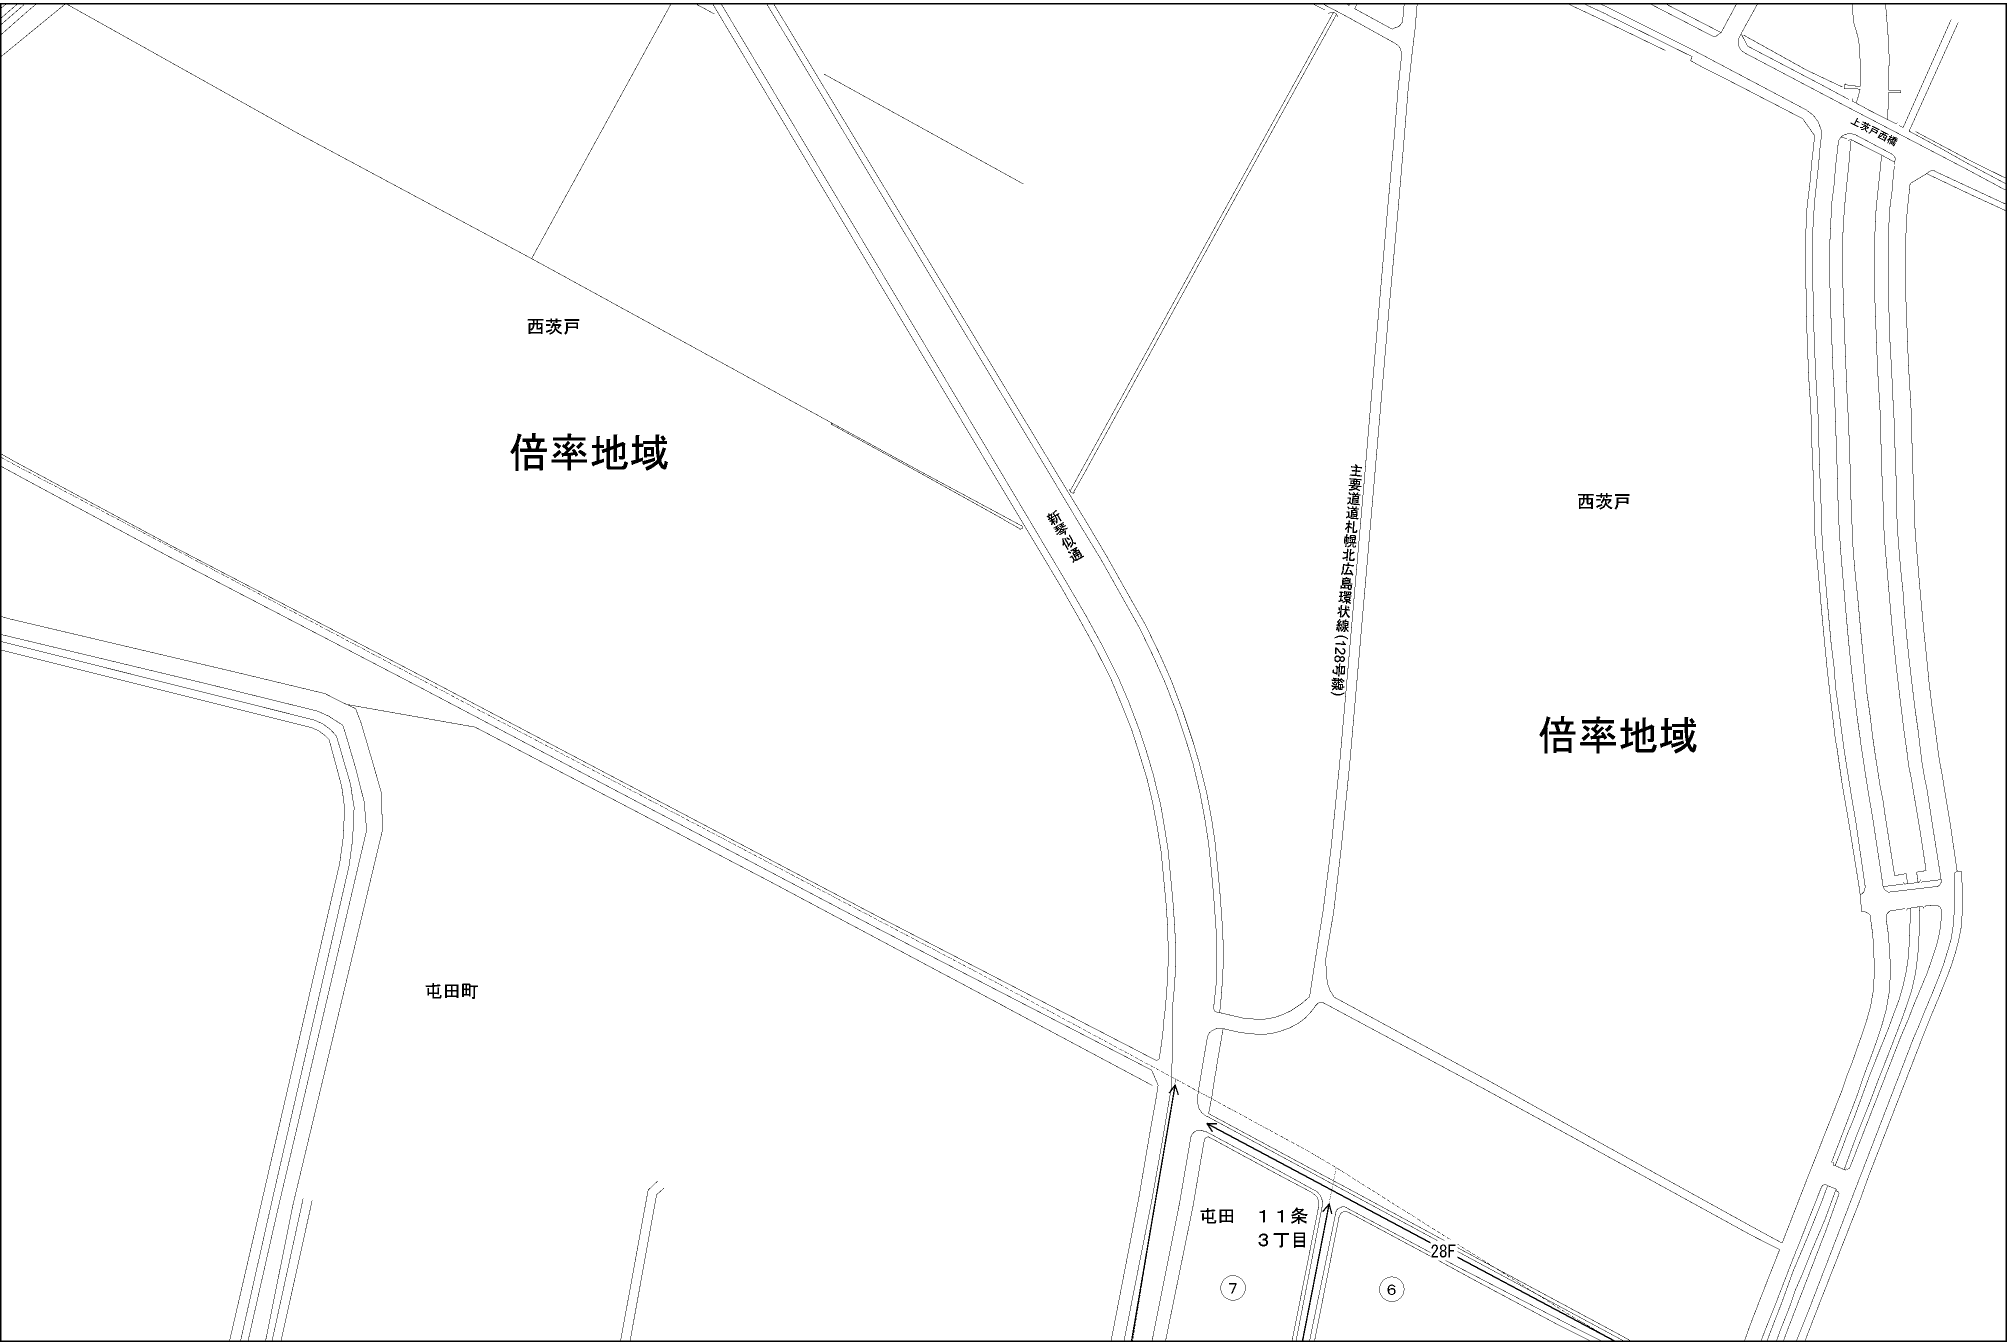 上茨戸西橋
西茨戸
倍率地域
新琴似通
主要道道札幌北広島環状線(128号線)
西茨戸
倍率地域
屯田町
屯田 11条
3丁目
28F
7
6